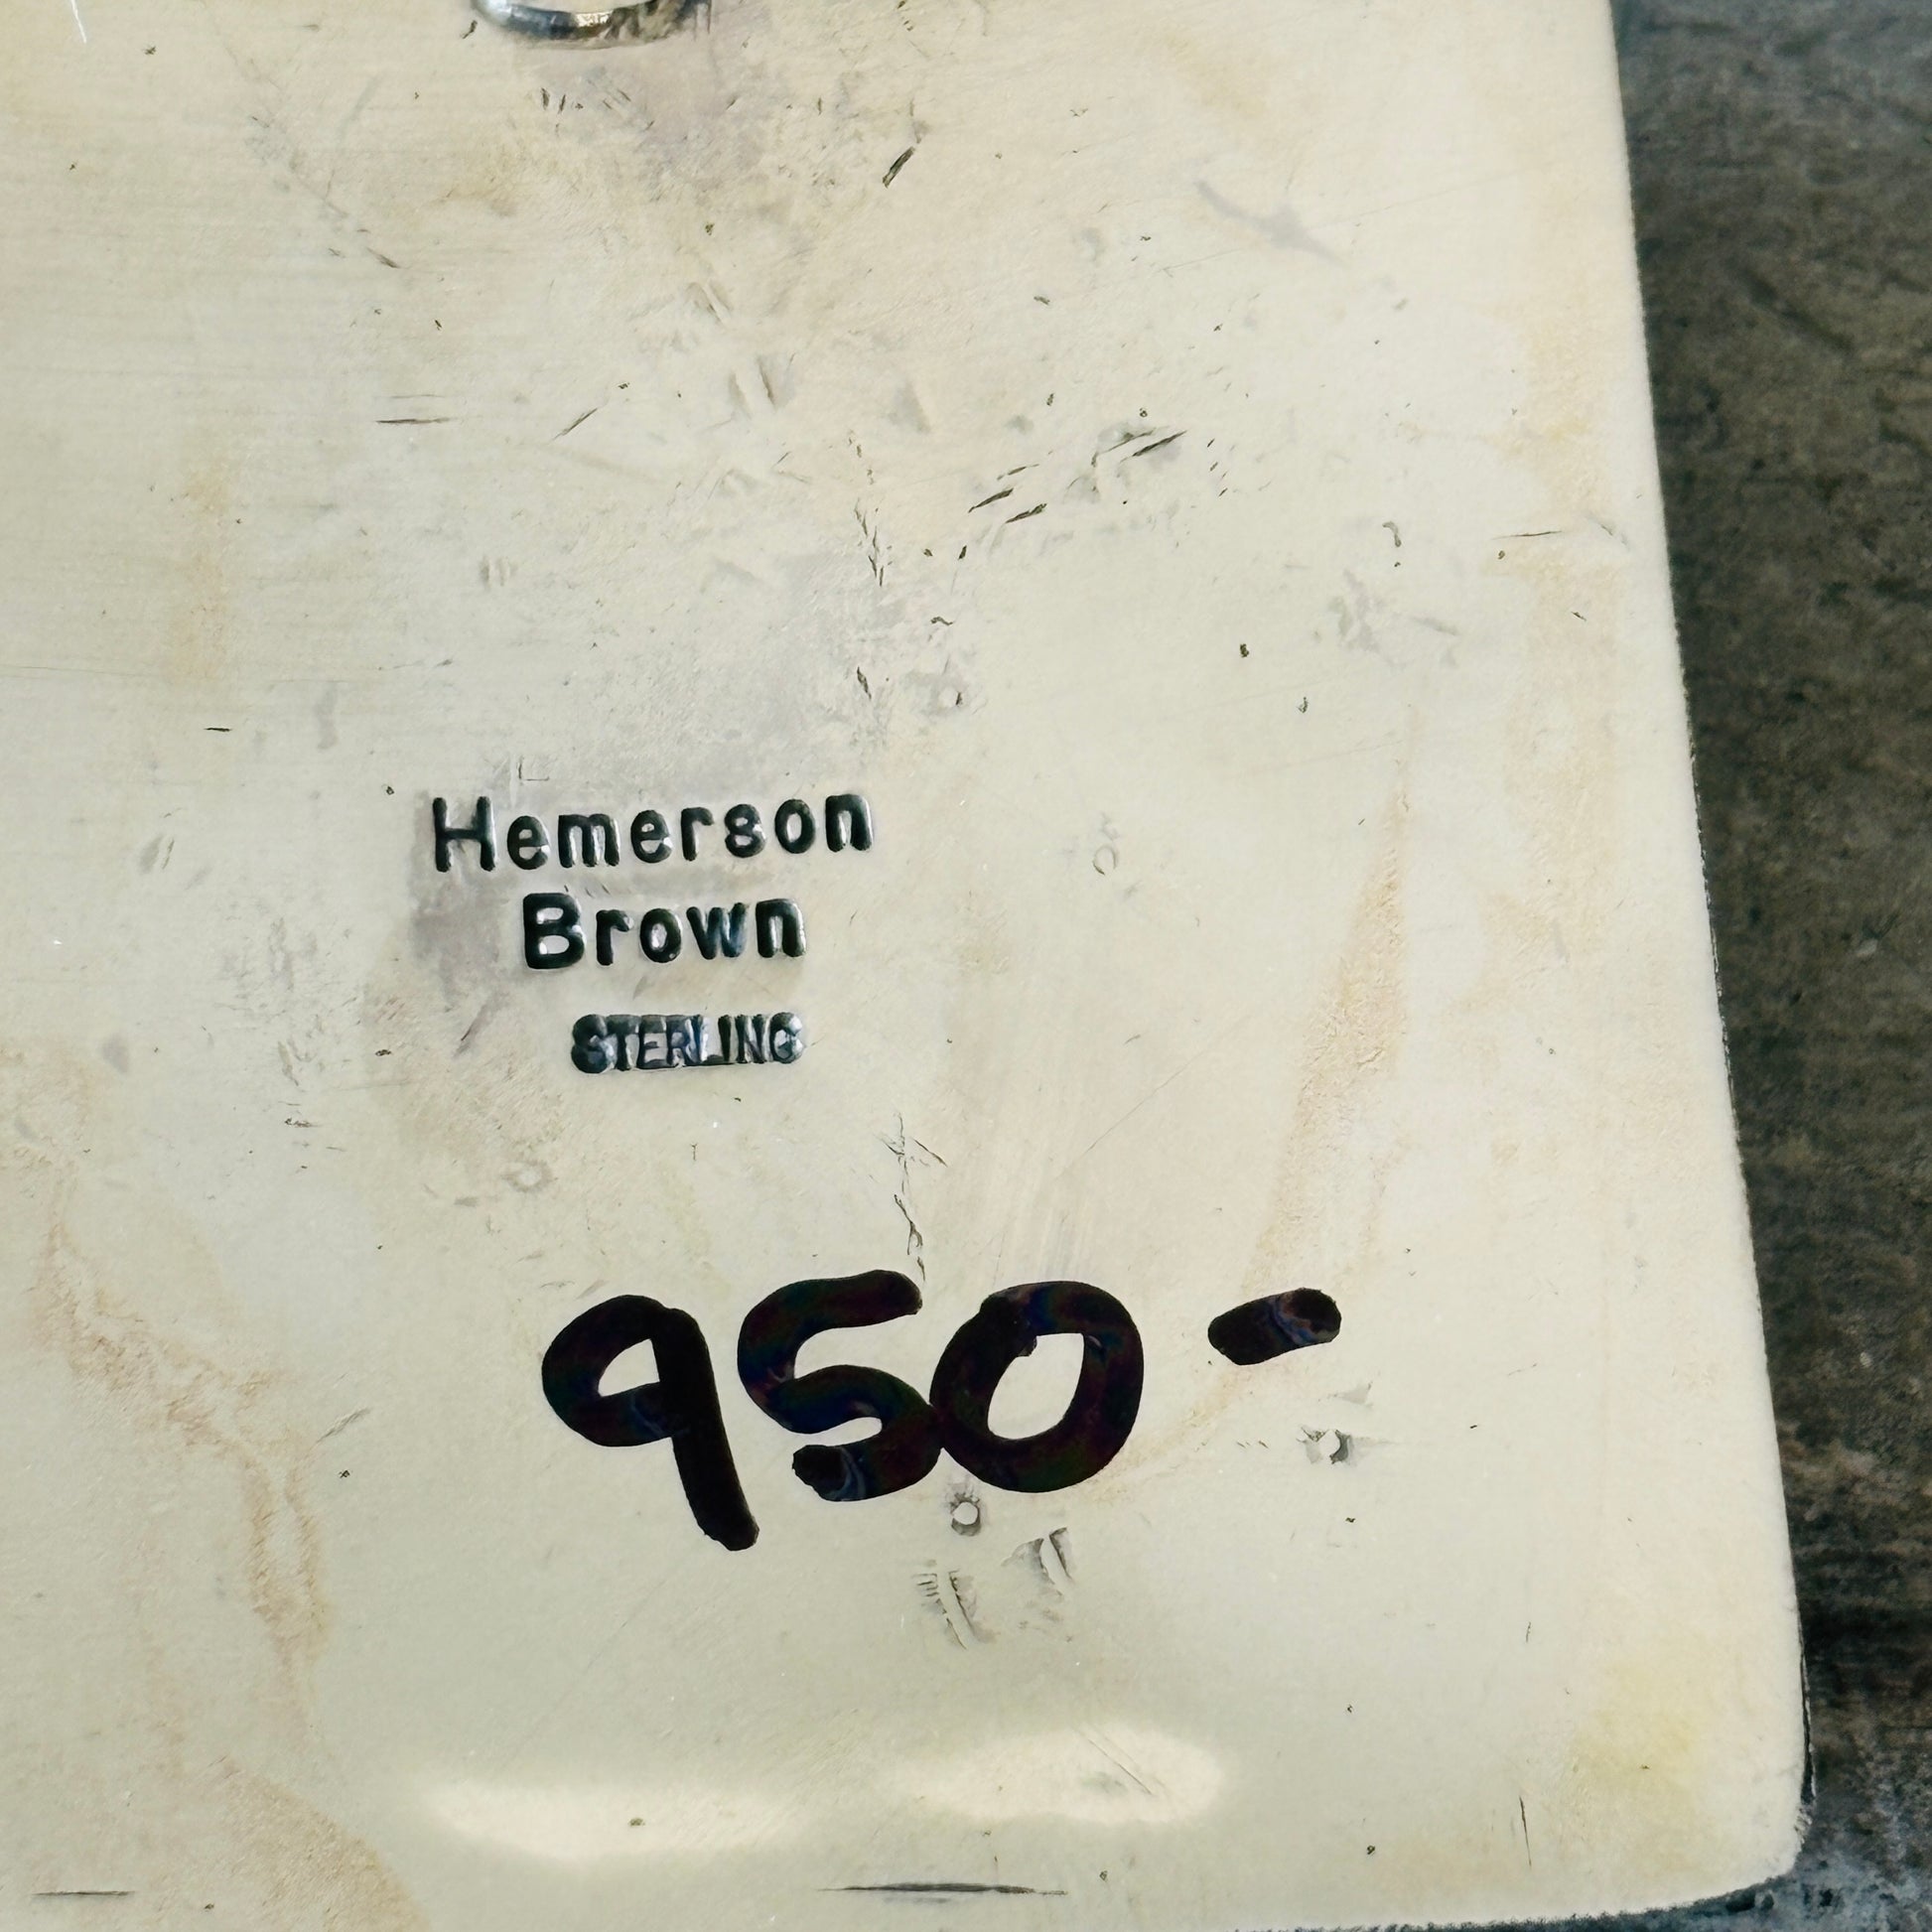 Hemerson
Brown
STERLING
950-